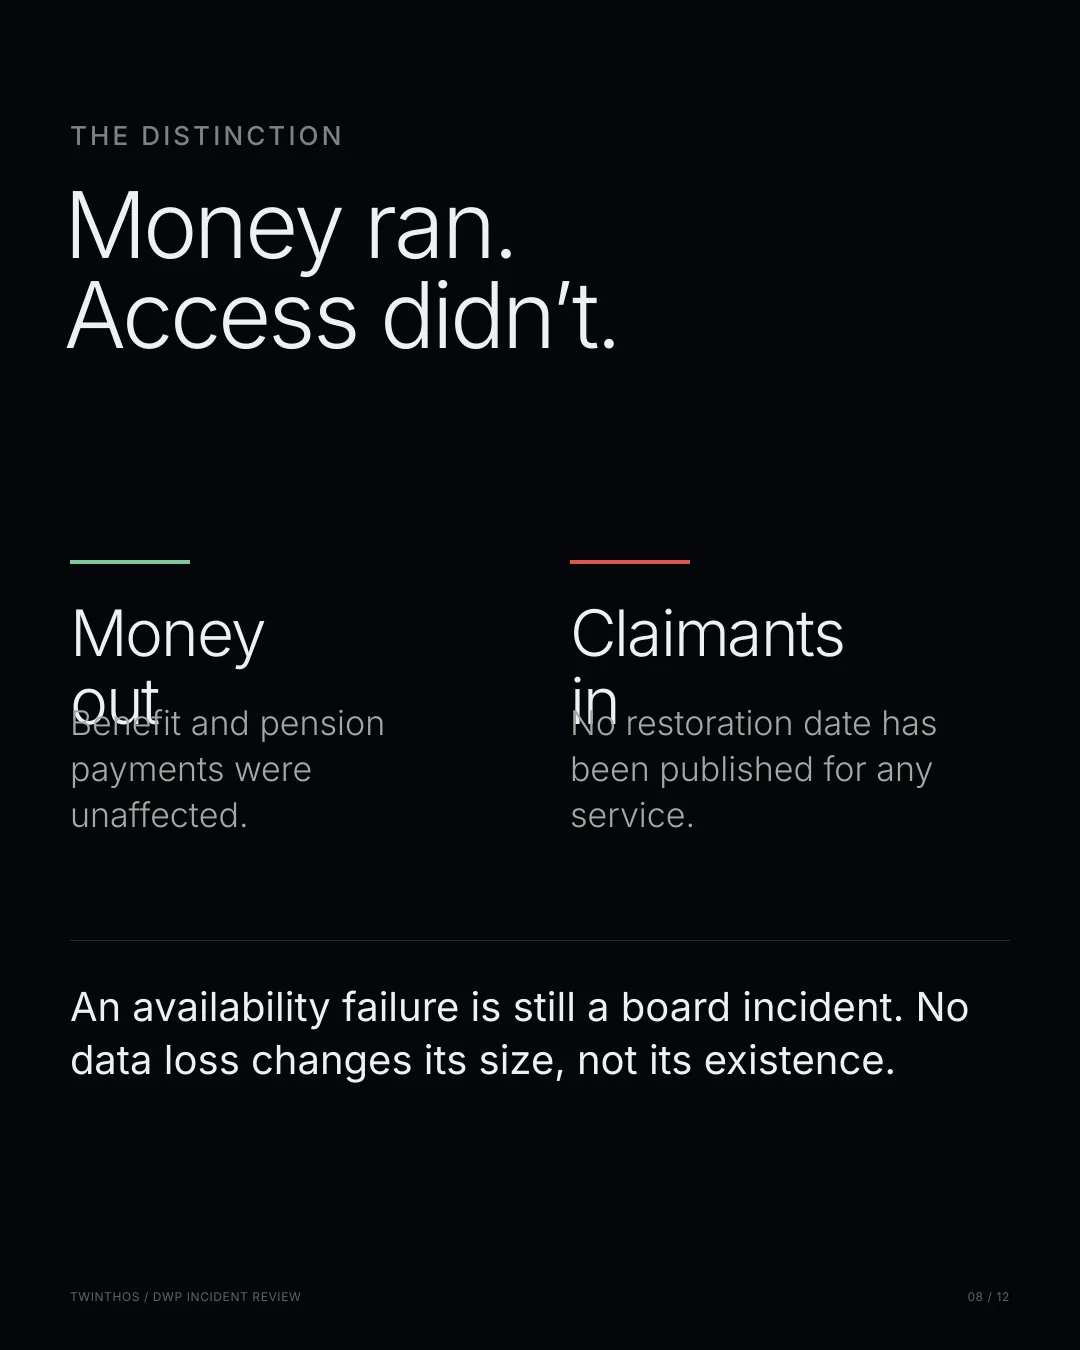 THE DISTINCTION
Money ran.
Access didn’t.
Money
out
Benefit and pension
payments were
unaffected.
Claimants
in
No restoration date has
been published for any
service.
An availability failure is still a board incident. No
data loss changes its size, not its existence.
TWINTHOS / DWP INCIDENT REVIEW
08 / 12